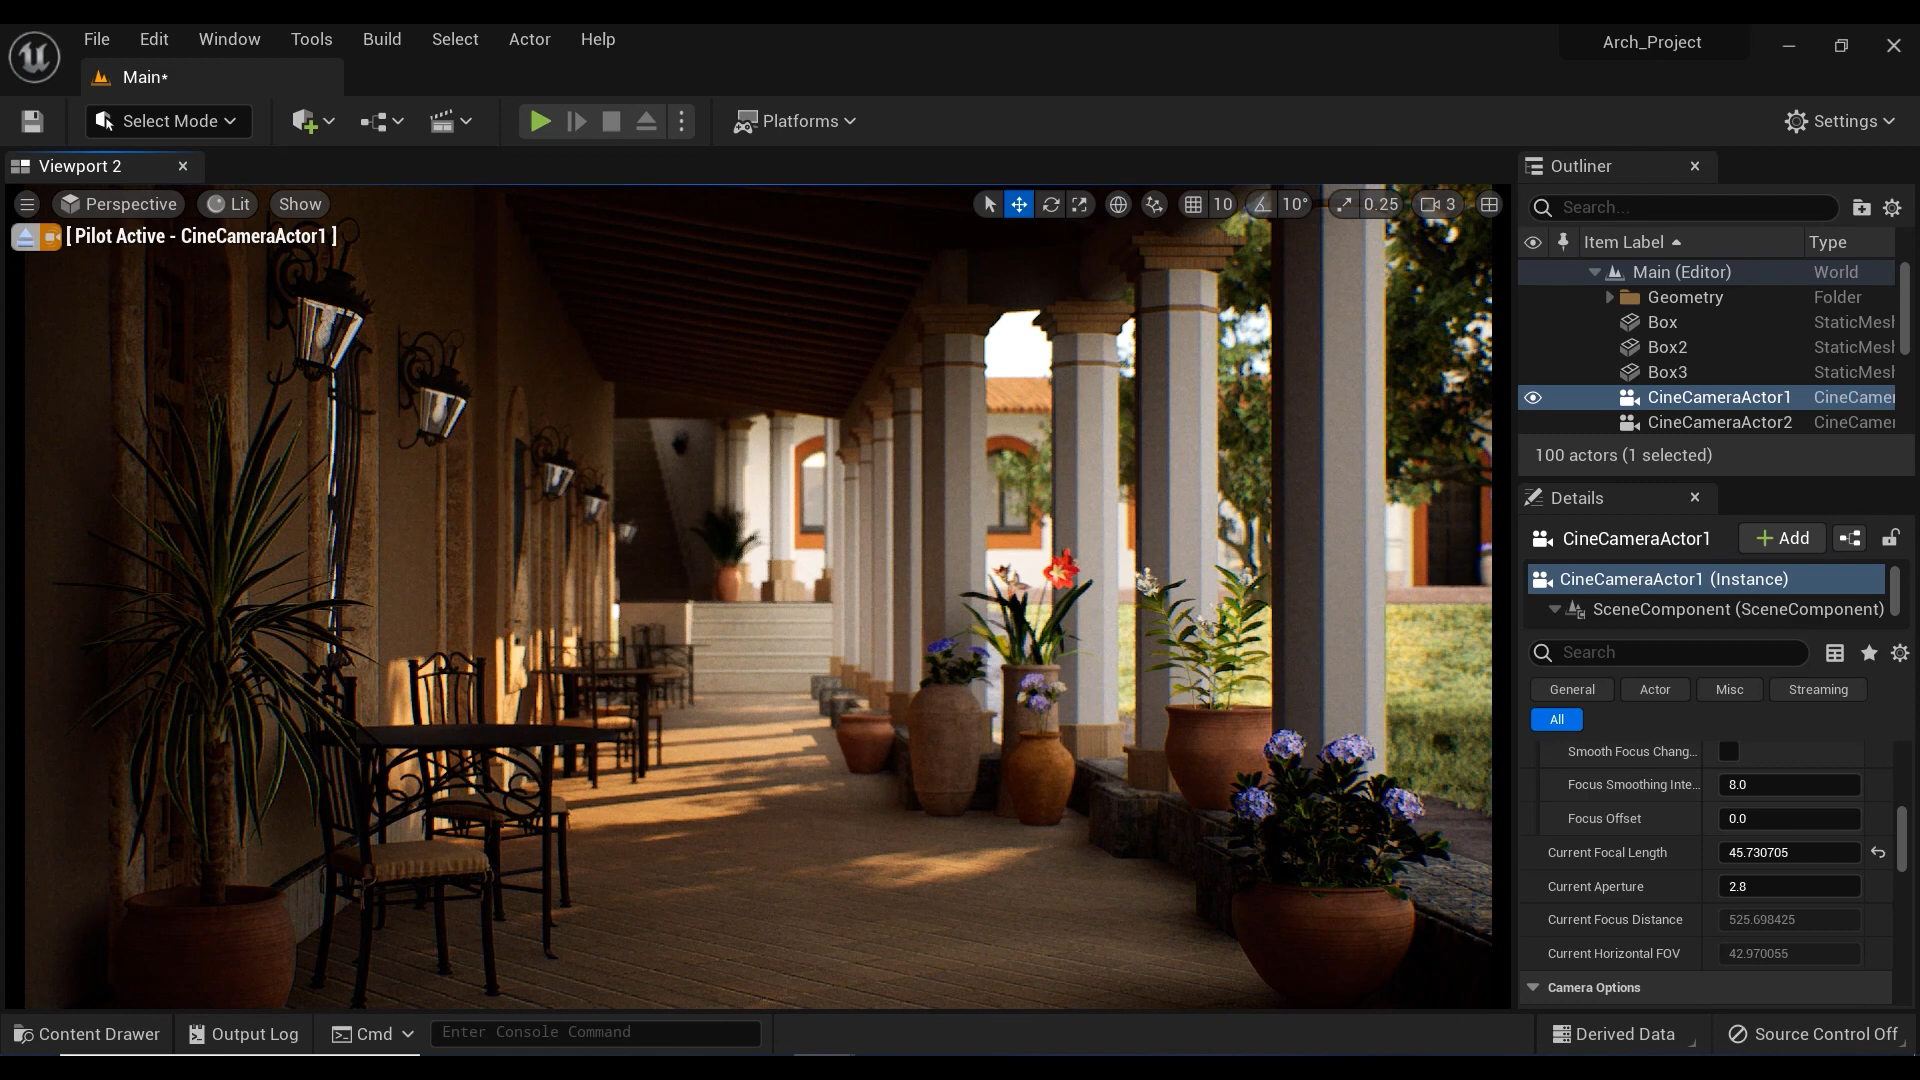 File Edit Window Tools Build Select Actor Help
Arch_Project
Main*
Select Mode
Platforms
Settings
Viewport 2
Perspective Lit Show
10 10° 0.25 3
[ Pilot Active - CineCameraActor1 ]
Outliner
Search...
Item Label Type
Main (Editor) World
Geometry Folder
Box StaticMesh
Box2 StaticMesh
Box3 StaticMesh
CineCameraActor1 CineCamer
CineCameraActor2 CineCamer
100 actors (1 selected)
Details
CineCameraActor1 Add
CineCameraActor1 (Instance)
SceneComponent (SceneComponent)
Search
General Actor Misc Streaming
All
Smooth Focus Chang...
Focus Smoothing Inte... 8.0
Focus Offset 0.0
Current Focal Length 45.730705
Current Aperture 2.8
Current Focus Distance 525.698425
Current Horizontal FOV 42.970055
Camera Options
Content Drawer Output Log Cmd Enter Console Command
Derived Data Source Control Off